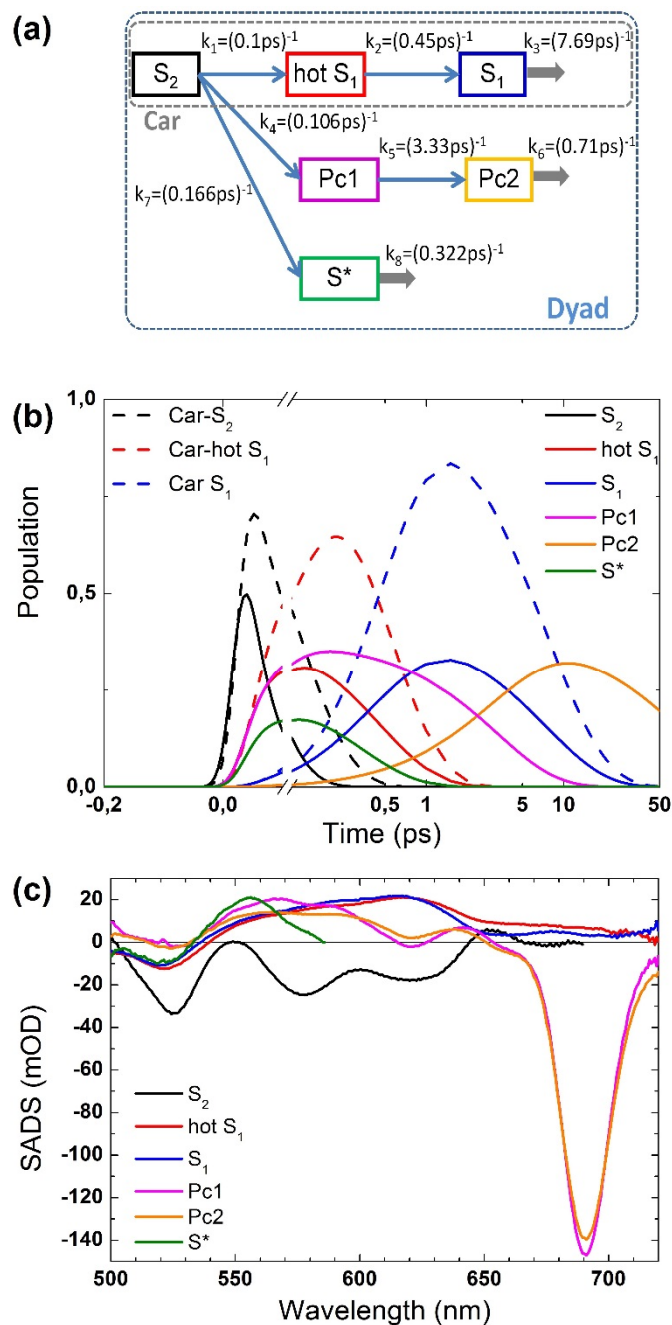 (a)
k1=(0.1ps)-1
k2=(0.45ps)-1
k3=(7.69)-1
S2
hot S1
S1
Car
k4=(0.106ps)-1
k5=(3.33ps)-1
k6=(0.71ps)-1
Pc1
Pc2
k7=(0.166ps)-1
k8=(0.322ps)-1
S*
Dyad
(b)
1,0
0,5
0,0
Population
Car-S2
Car-hot S1
Car S1
S2
hot S1
S1
Pc1
Pc2
S*
-0,2
0,0
0,5
1
5
10
50
Time (ps)
(c)
20
0
-20
-40
-60
-80
-100
-120
-140
SADS (mOD)
S2
hot S1
S1
Pc1
Pc2
S*
500
550
600
650
700
Wavelength (nm)